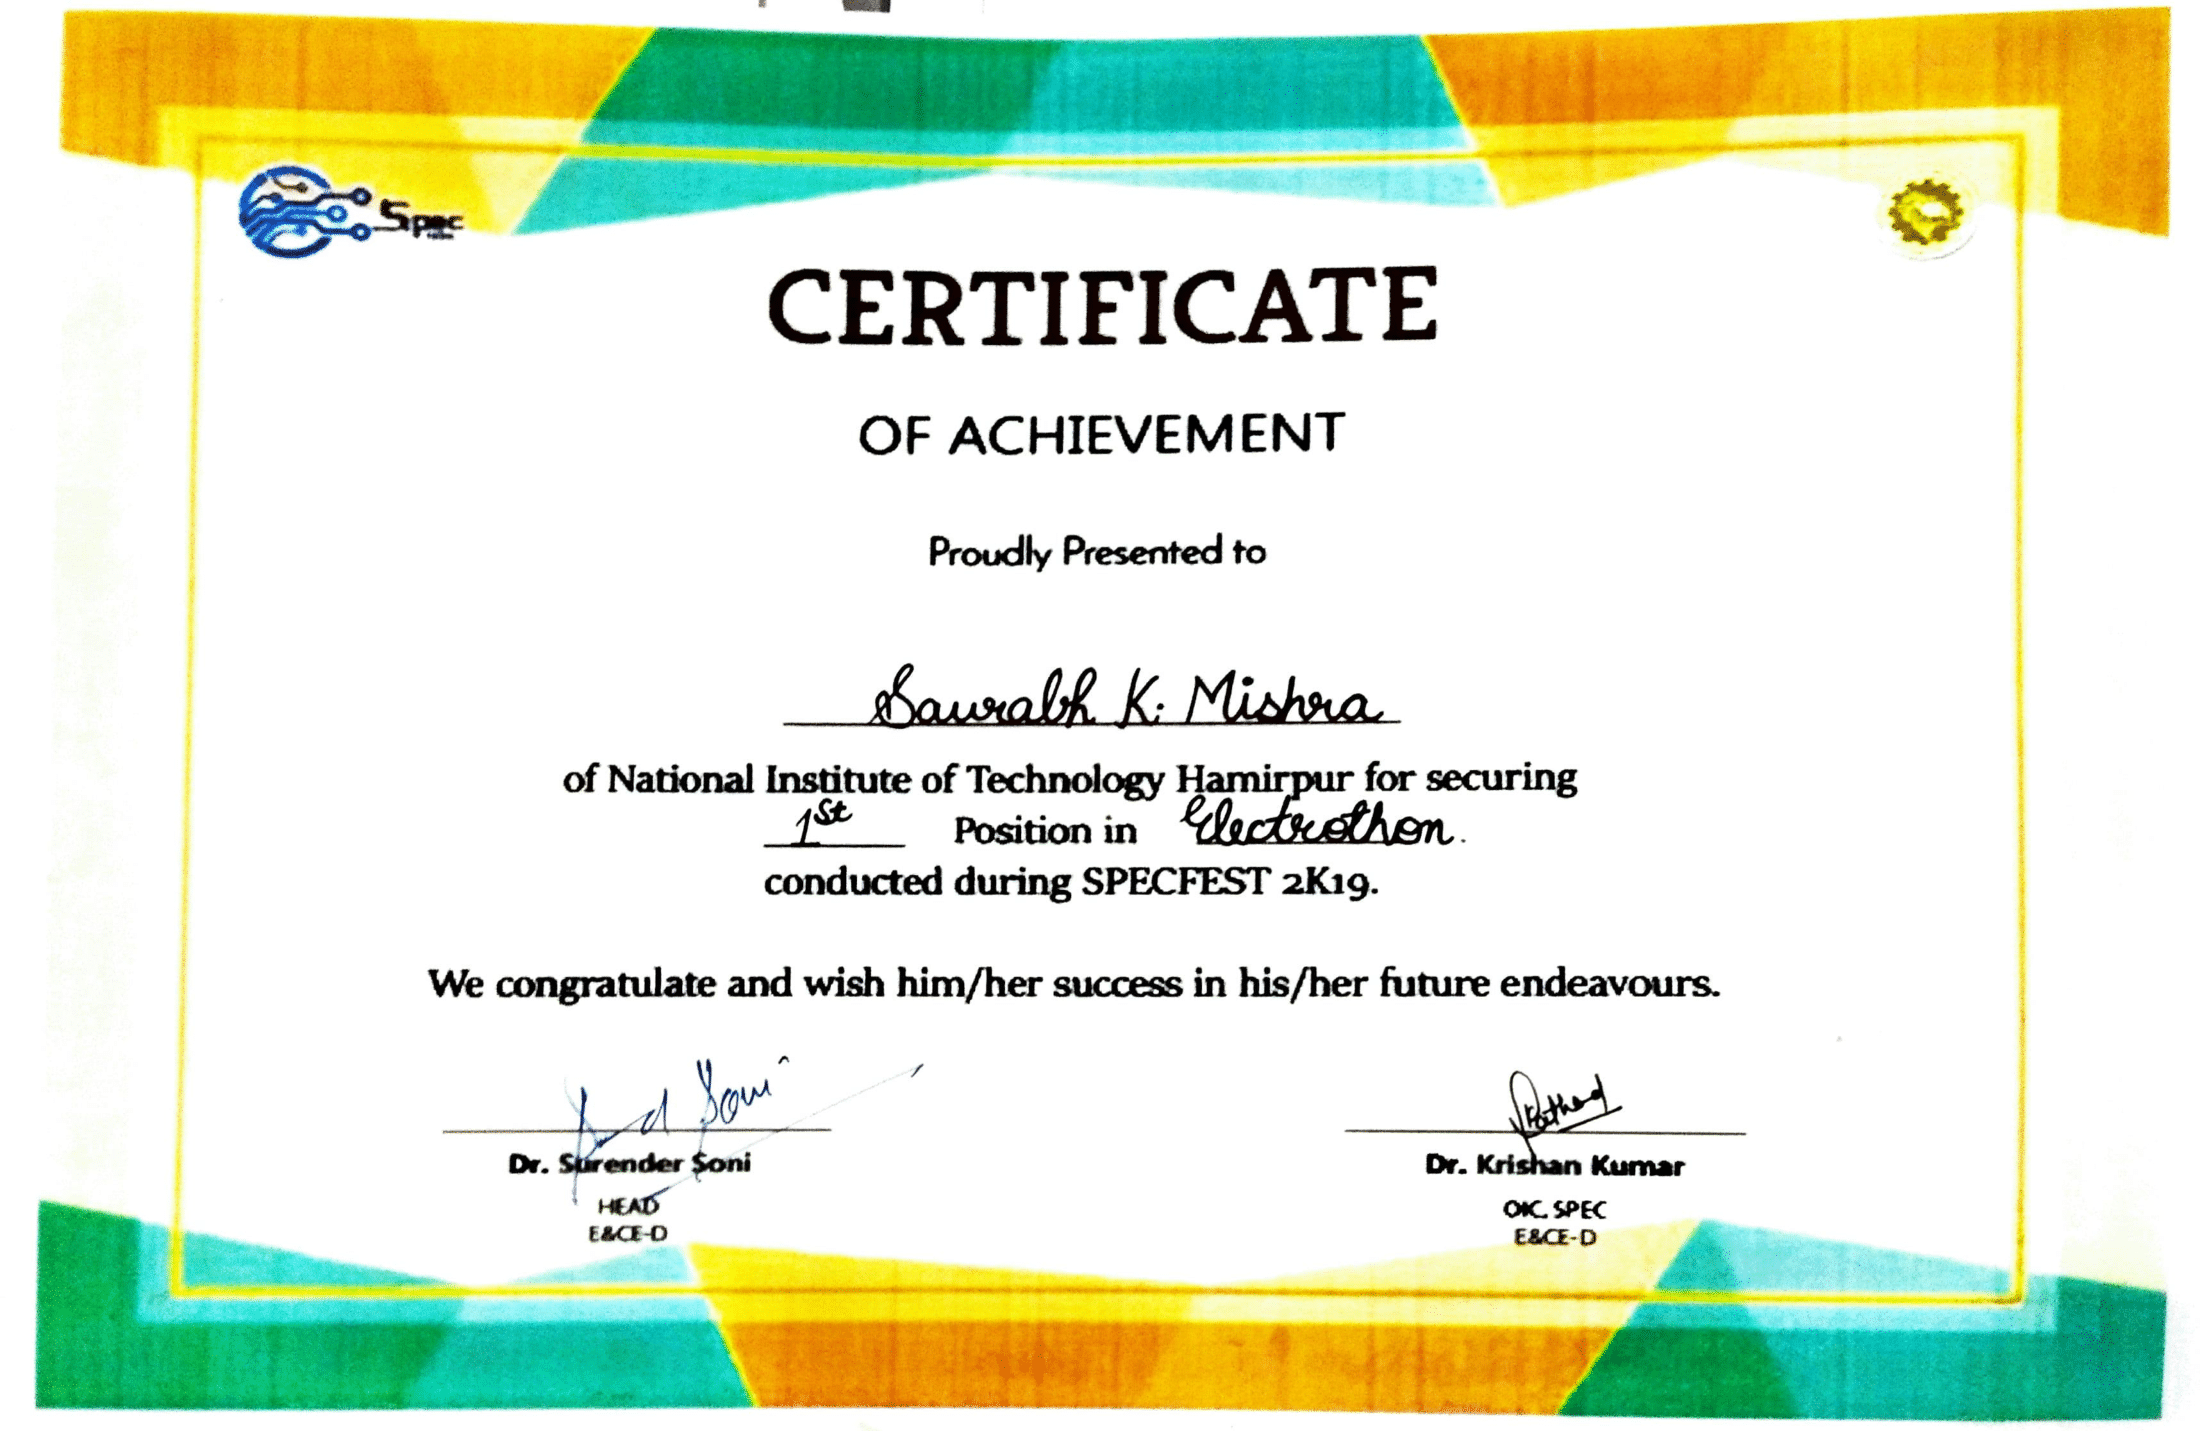 Spec
CERTIFICATE
OF ACHIEVEMENT
Proudly Presented to
Saurabh K. Mishra
of National Institute of Technology Hamirpur for securing
1st Position in Electrothon.
conducted during SPECFEST 2K19.
We congratulate and wish him/her success in his/her future endeavours.
Soni
Dr. Surender Soni
HEAD
E&CE-D
Dr. Krishan Kumar
OIC. SPEC
E&CE-D